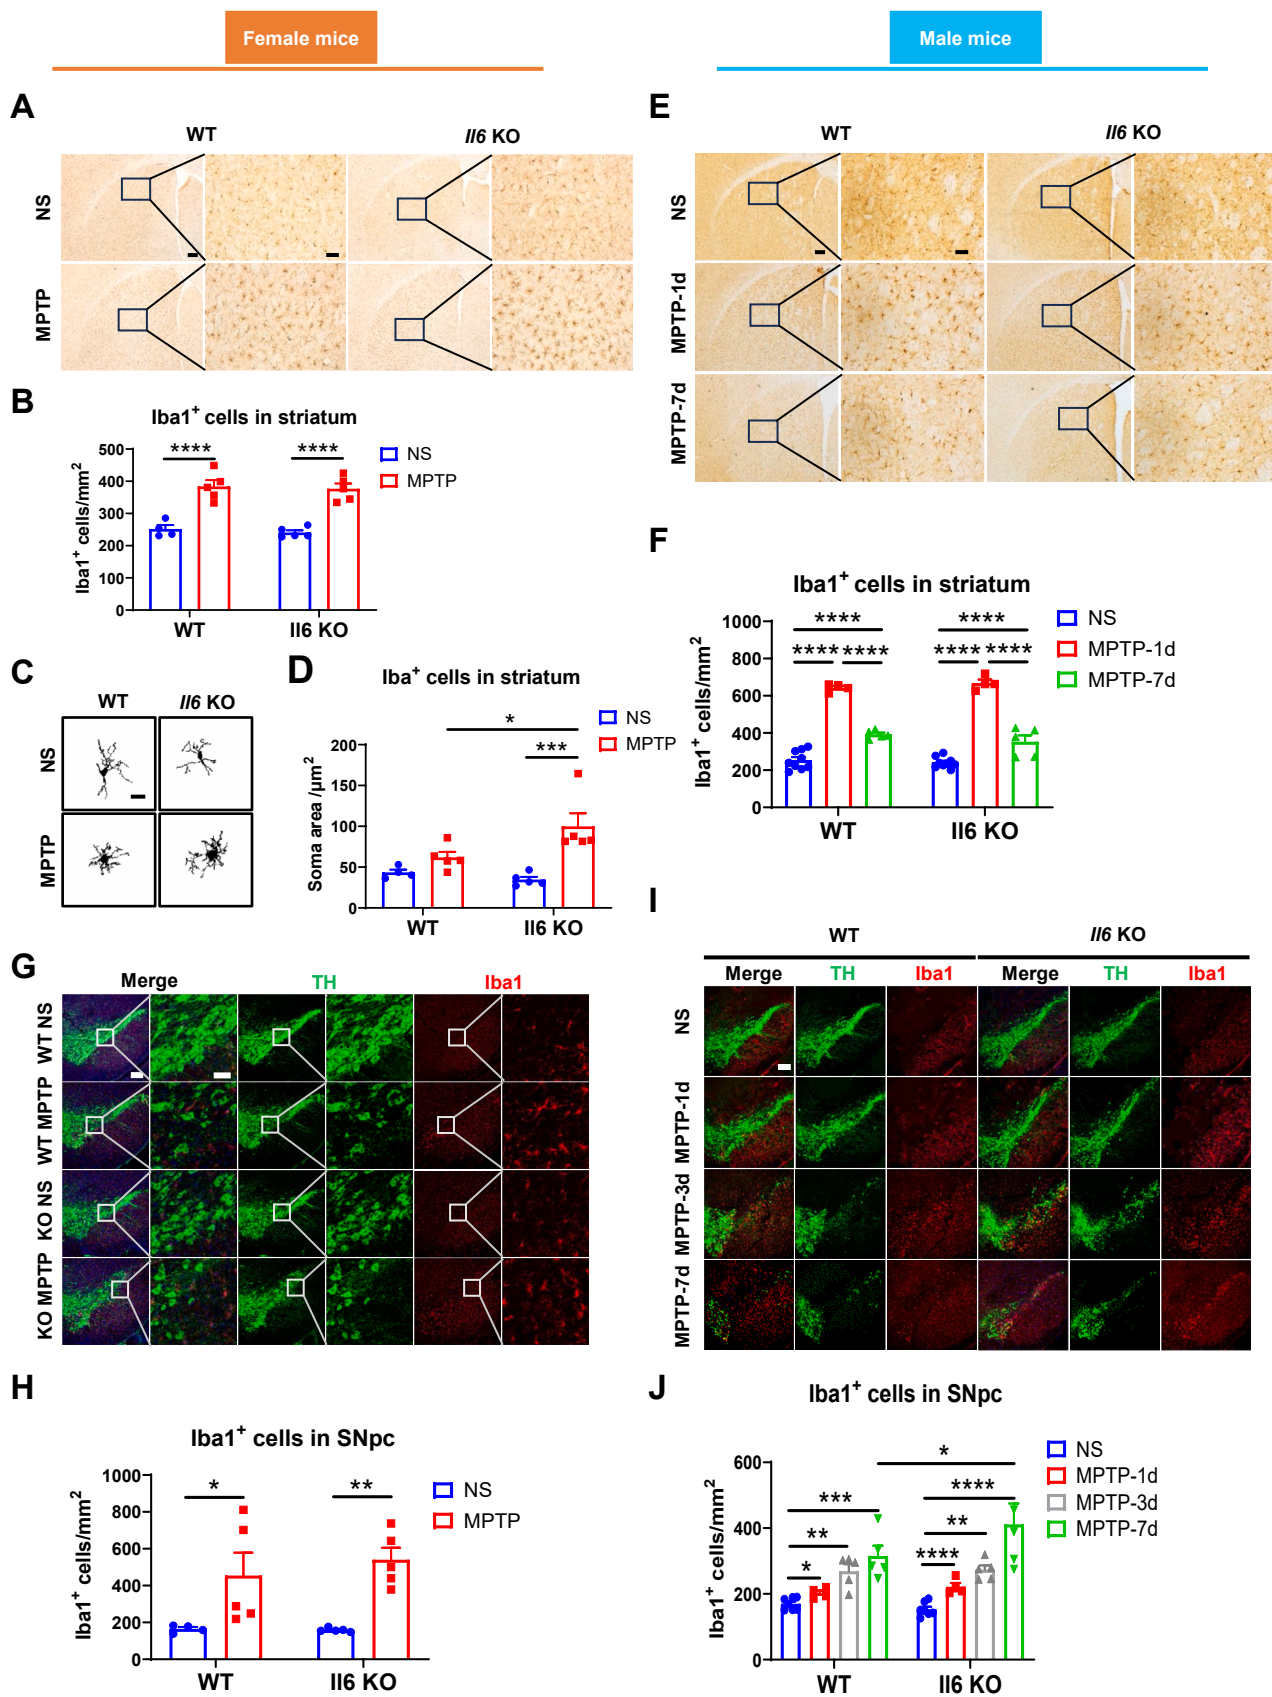 Female mice
Male mice
A
WT
Il6 KO
NS
MPTP
B
Iba1⁺ cells in striatum
Iba1⁺ cells/mm²
500
400
300
200
100
0
****
****
NS
MPTP
WT
Il6 KO
C
WT
Il6 KO
NS
MPTP
D
Iba⁺ cells in striatum
Soma area /μm²
200
150
100
50
0
*
***
NS
MPTP
WT
Il6 KO
E
WT
Il6 KO
NS
MPTP-1d
MPTP-7d
F
Iba1⁺ cells in striatum
Iba1⁺ cells/mm²
1000
800
600
400
200
0
****
****
**** ****
**** ****
NS
MPTP-1d
MPTP-7d
WT
Il6 KO
G
Merge
TH
Iba1
WT NS
WT MPTP
KO NS
KO MPTP
H
Iba1⁺ cells in SNpc
Iba1⁺ cells/mm²
1000
800
600
400
200
0
*
**
NS
MPTP
WT
Il6 KO
I
WT
Il6 KO
Merge TH Iba1 Merge TH Iba1
NS
MPTP-1d
MPTP-3d
MPTP-7d
J
Iba1⁺ cells in SNpc
Iba1⁺ cells/mm²
600
400
200
0
*
***
****
**
**
*
****
NS
MPTP-1d
MPTP-3d
MPTP-7d
WT
Il6 KO